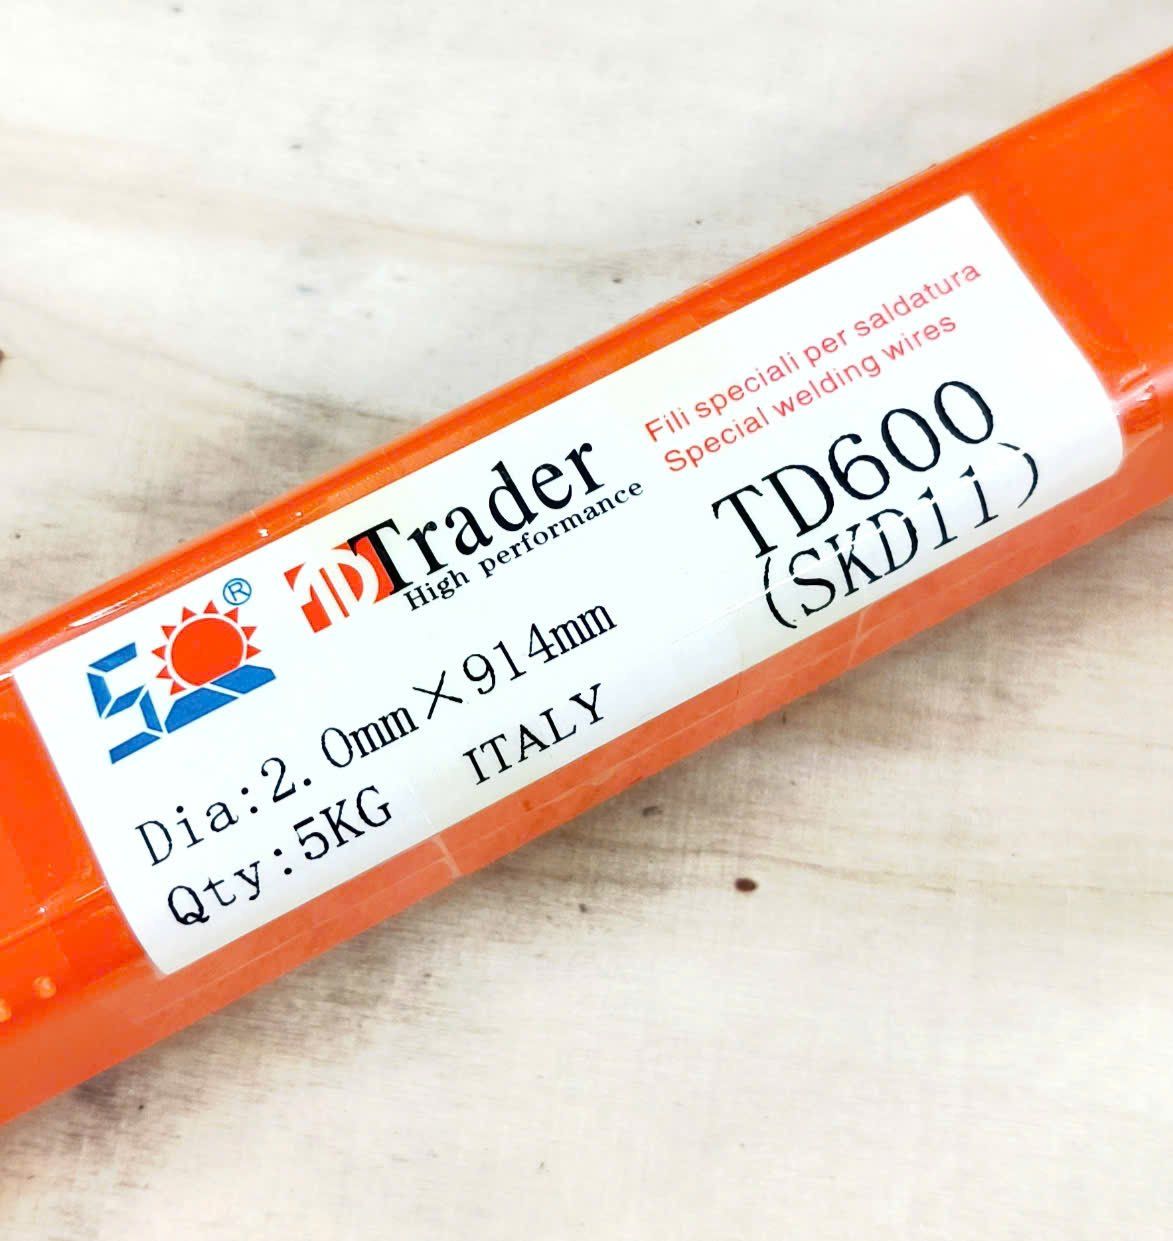 Fili speciali per saldatura
Special welding wires
TD Trader
High performance
TD600
(SKDii)
®
Dia:2.0mm×914mm
Qty:5KG
ITALY